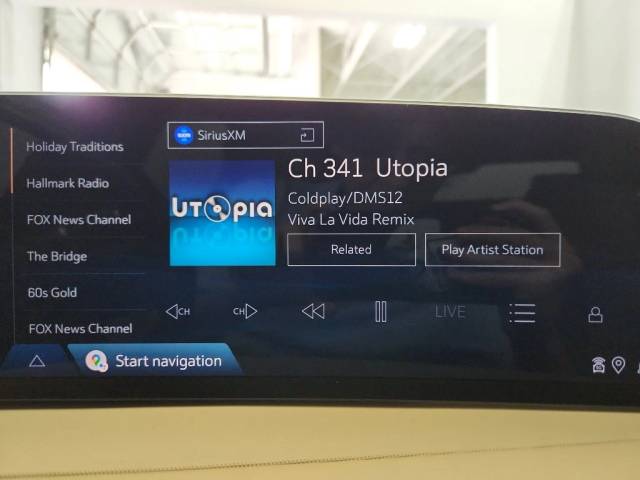 Holiday Traditions
Hallmark Radio
FOX News Channel
The Bridge
60s Gold
FOX News Channel
SiriusXM
UTOPIA
Ch 341 Utopia
Coldplay/DMS12
Viva La Vida Remix
Related
Play Artist Station
CH
CH
LIVE
Start navigation